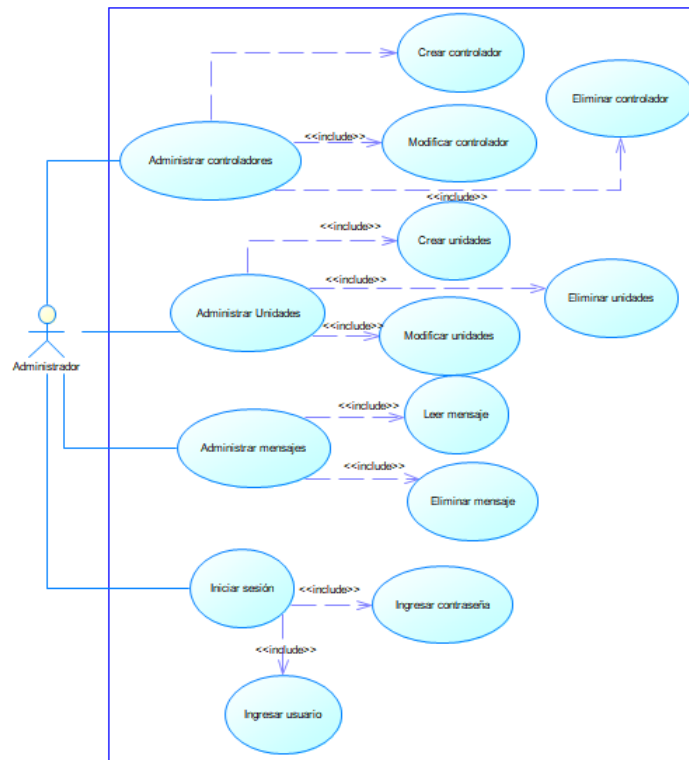 Crear controlador
Eliminar controlador
<<include>>
Modificar controlador
Administrar controladores
<<include>>
<<include>>
Crear unidades
<<include>>
Eliminar unidades
Administrar Unidades
<<include>>
Modificar unidades
Administrador
<<include>>
Leer mensaje
Administrar mensajes
<<include>>
Eliminar mensaje
Iniciar sesión
<<include>>
Ingresar contraseña
<<include>>
Ingresar usuario